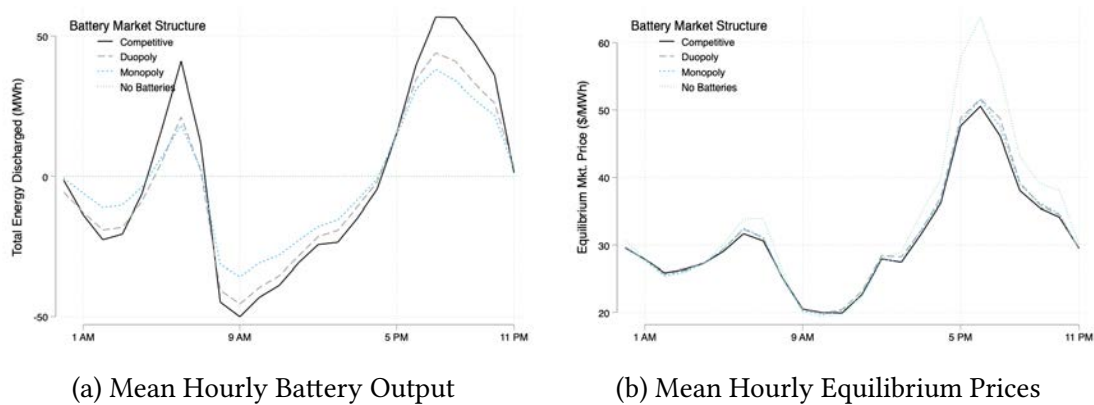 Battery Market Structure
Competitive
Duopoly
Monopoly
No Batteries
Total Energy Discharged (MWh)
50
0
-50
1 AM
9 AM
5 PM
11 PM
(a) Mean Hourly Battery Output
Battery Market Structure
Competitive
Duopoly
Monopoly
No Batteries
Equilibrium Mkt. Price ($/MWh)
60
50
40
30
20
1 AM
9 AM
5 PM
11 PM
(b) Mean Hourly Equilibrium Prices